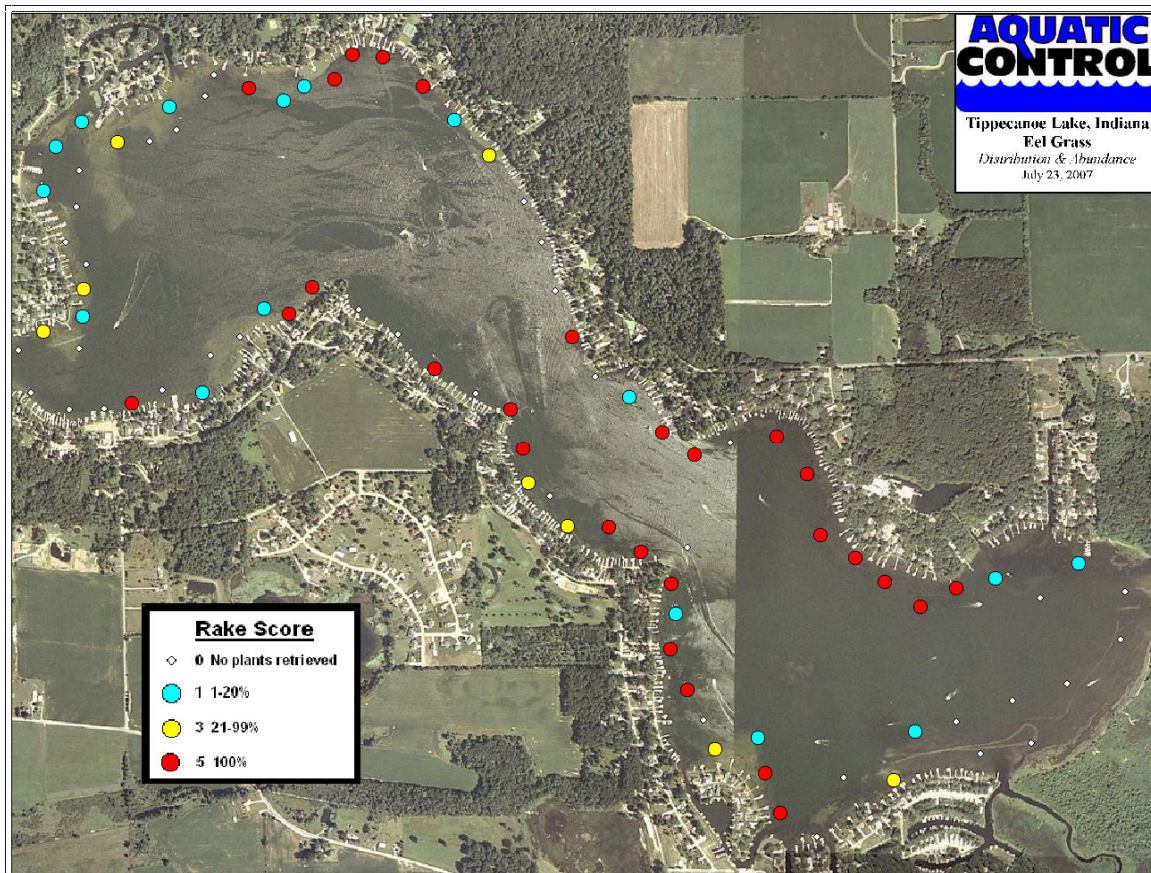 AQUATIC
CONTROL
Tippecanoe Lake, Indiana
Eel Grass
Distribution & Abundance
July 23, 2007
Rake Score
0 No plants retrieved
1 1-20%
3 21-99%
5 100%